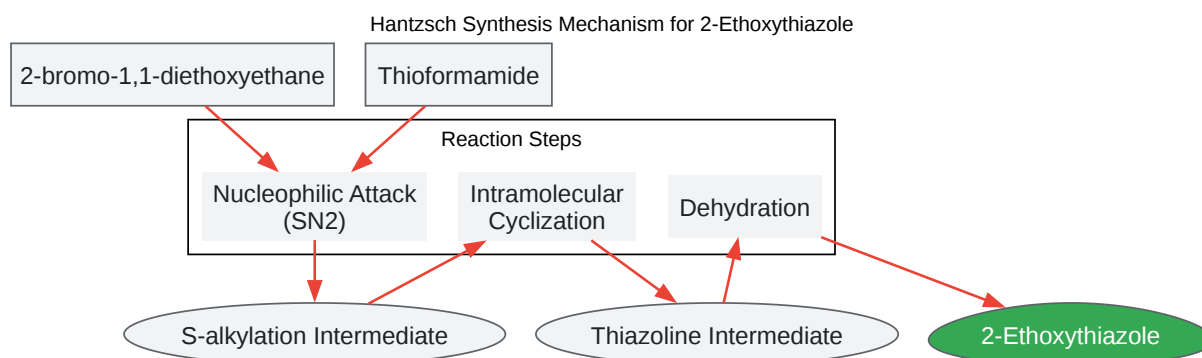 Hantzsch Synthesis Mechanism for 2-Ethoxythiazole
2-bromo-1,1-diethoxyethane
Thioformamide
Reaction Steps
Nucleophilic Attack
(SN2)
Intramolecular
Cyclization
Dehydration
S-alkylation Intermediate
Thiazoline Intermediate
2-Ethoxythiazole